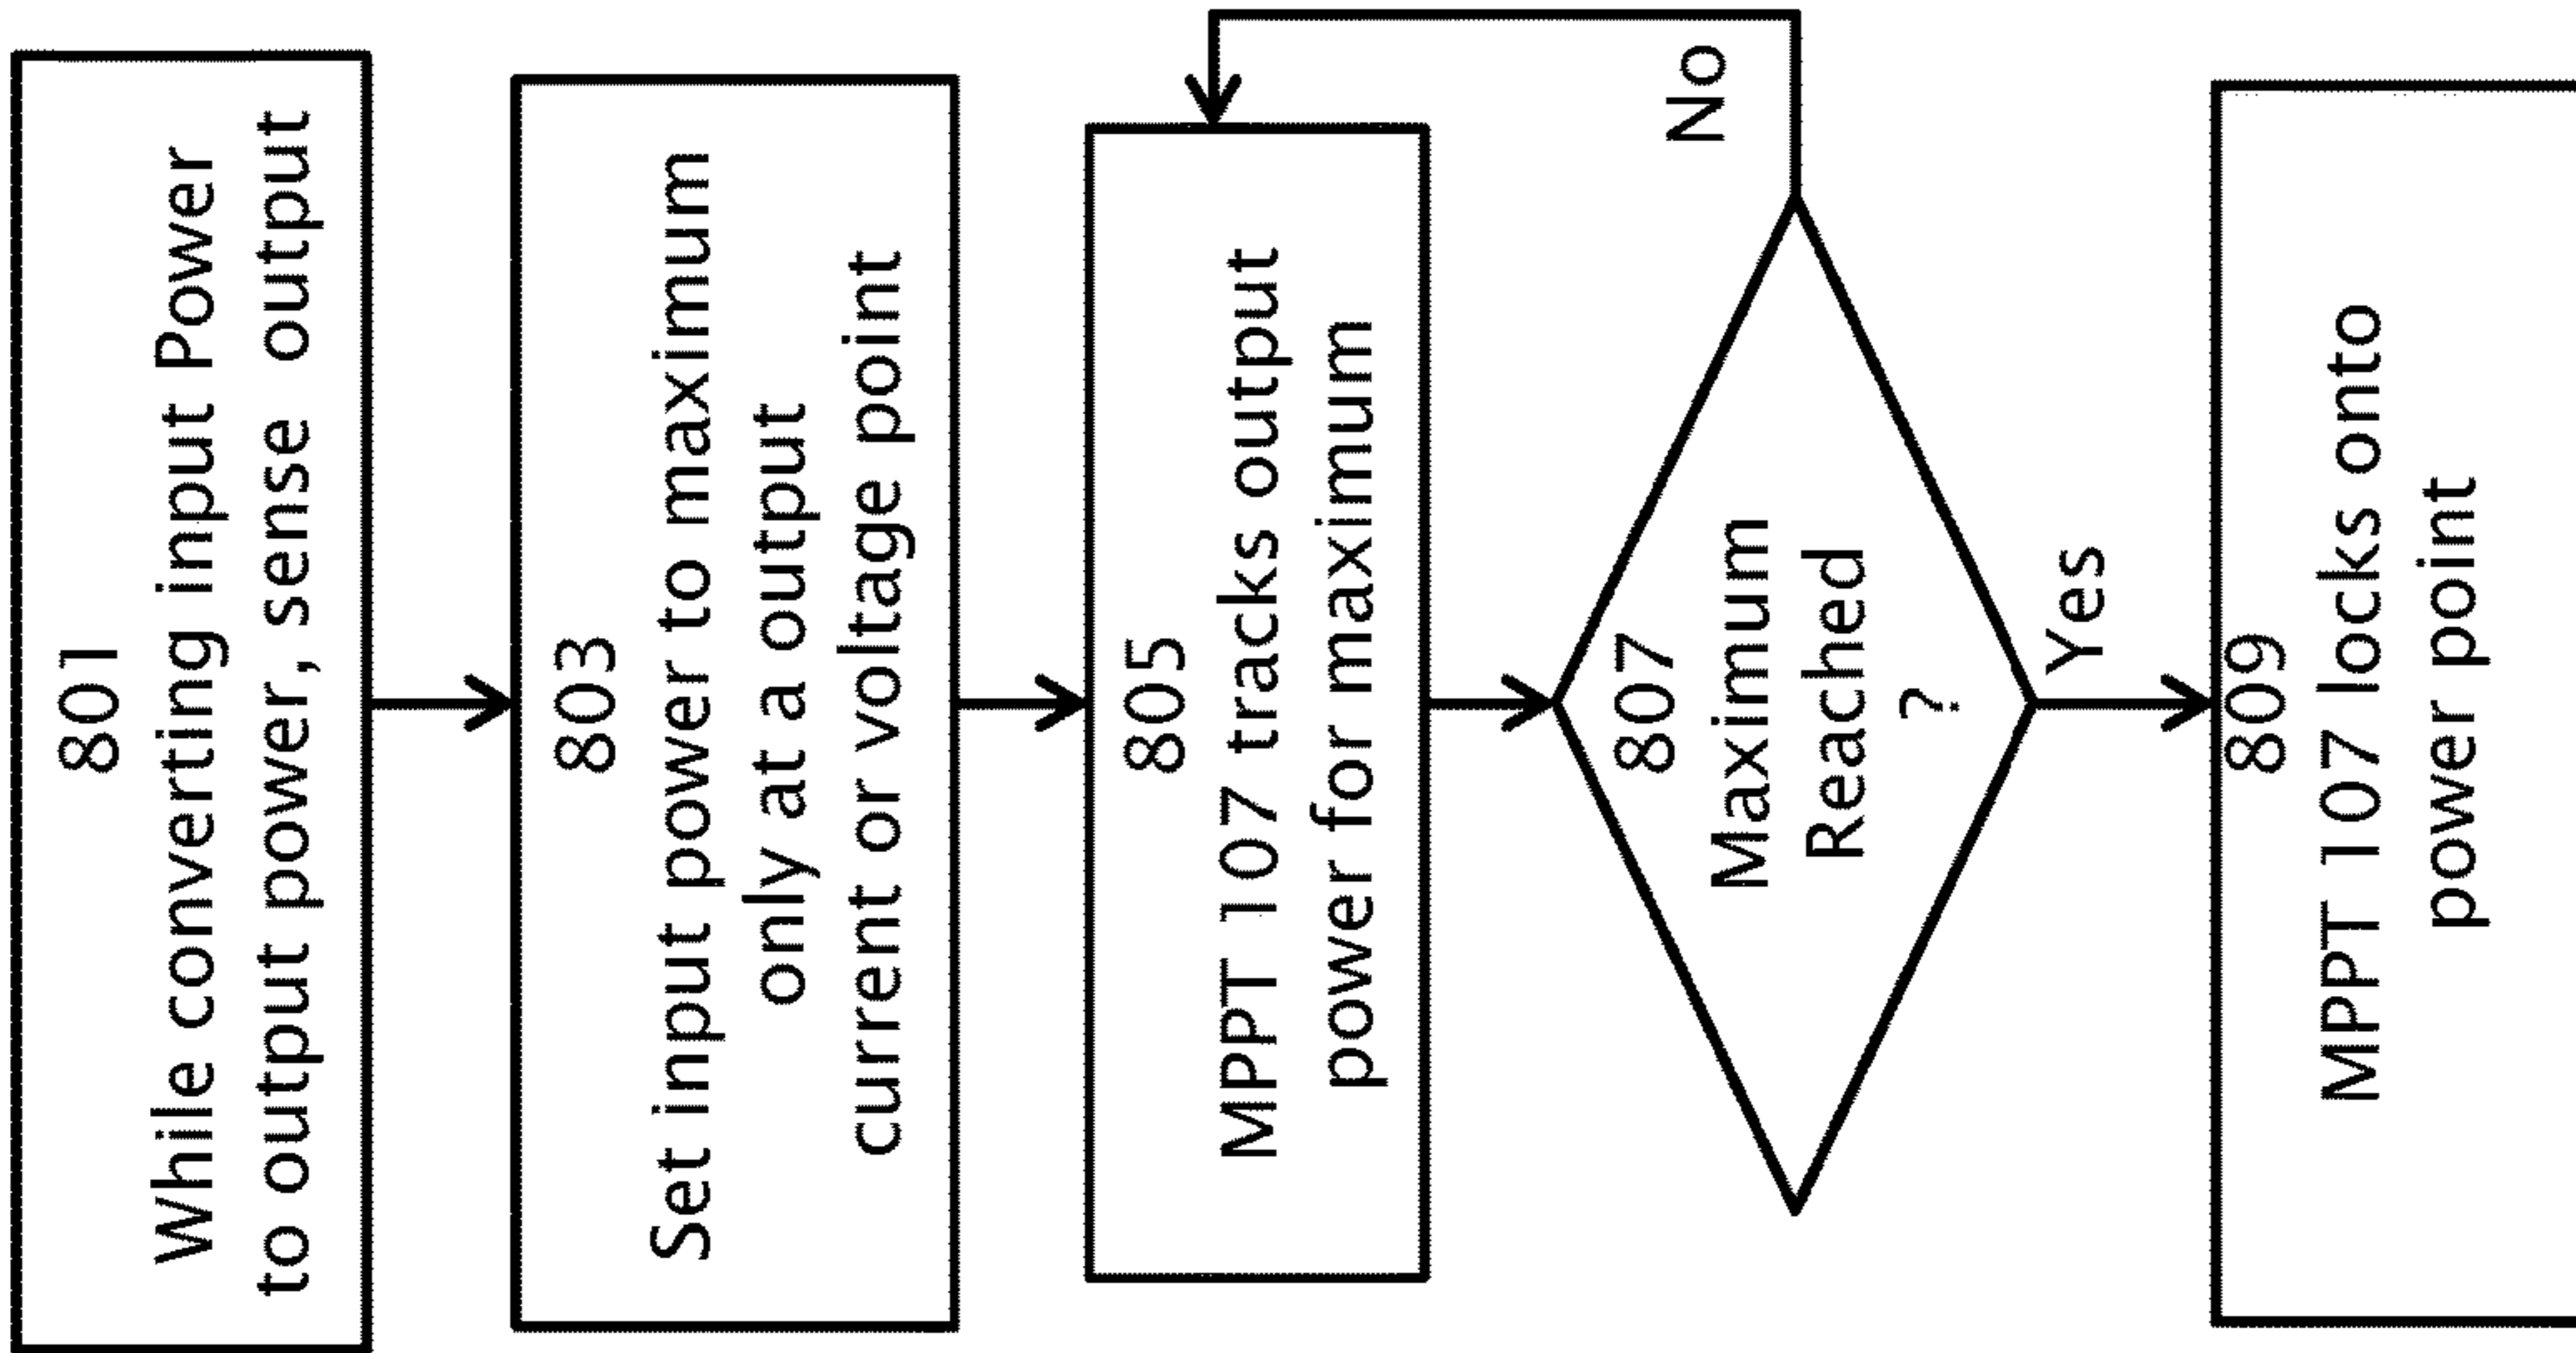 801
While converting input Power
to output power, sense output
803
Set input power to maximum
only at a output
current or voltage point
805
MPPT 107 tracks output
power for maximum
807
Maximum
Reached
?
No
Yes
809
MPPT 107 locks onto
power point